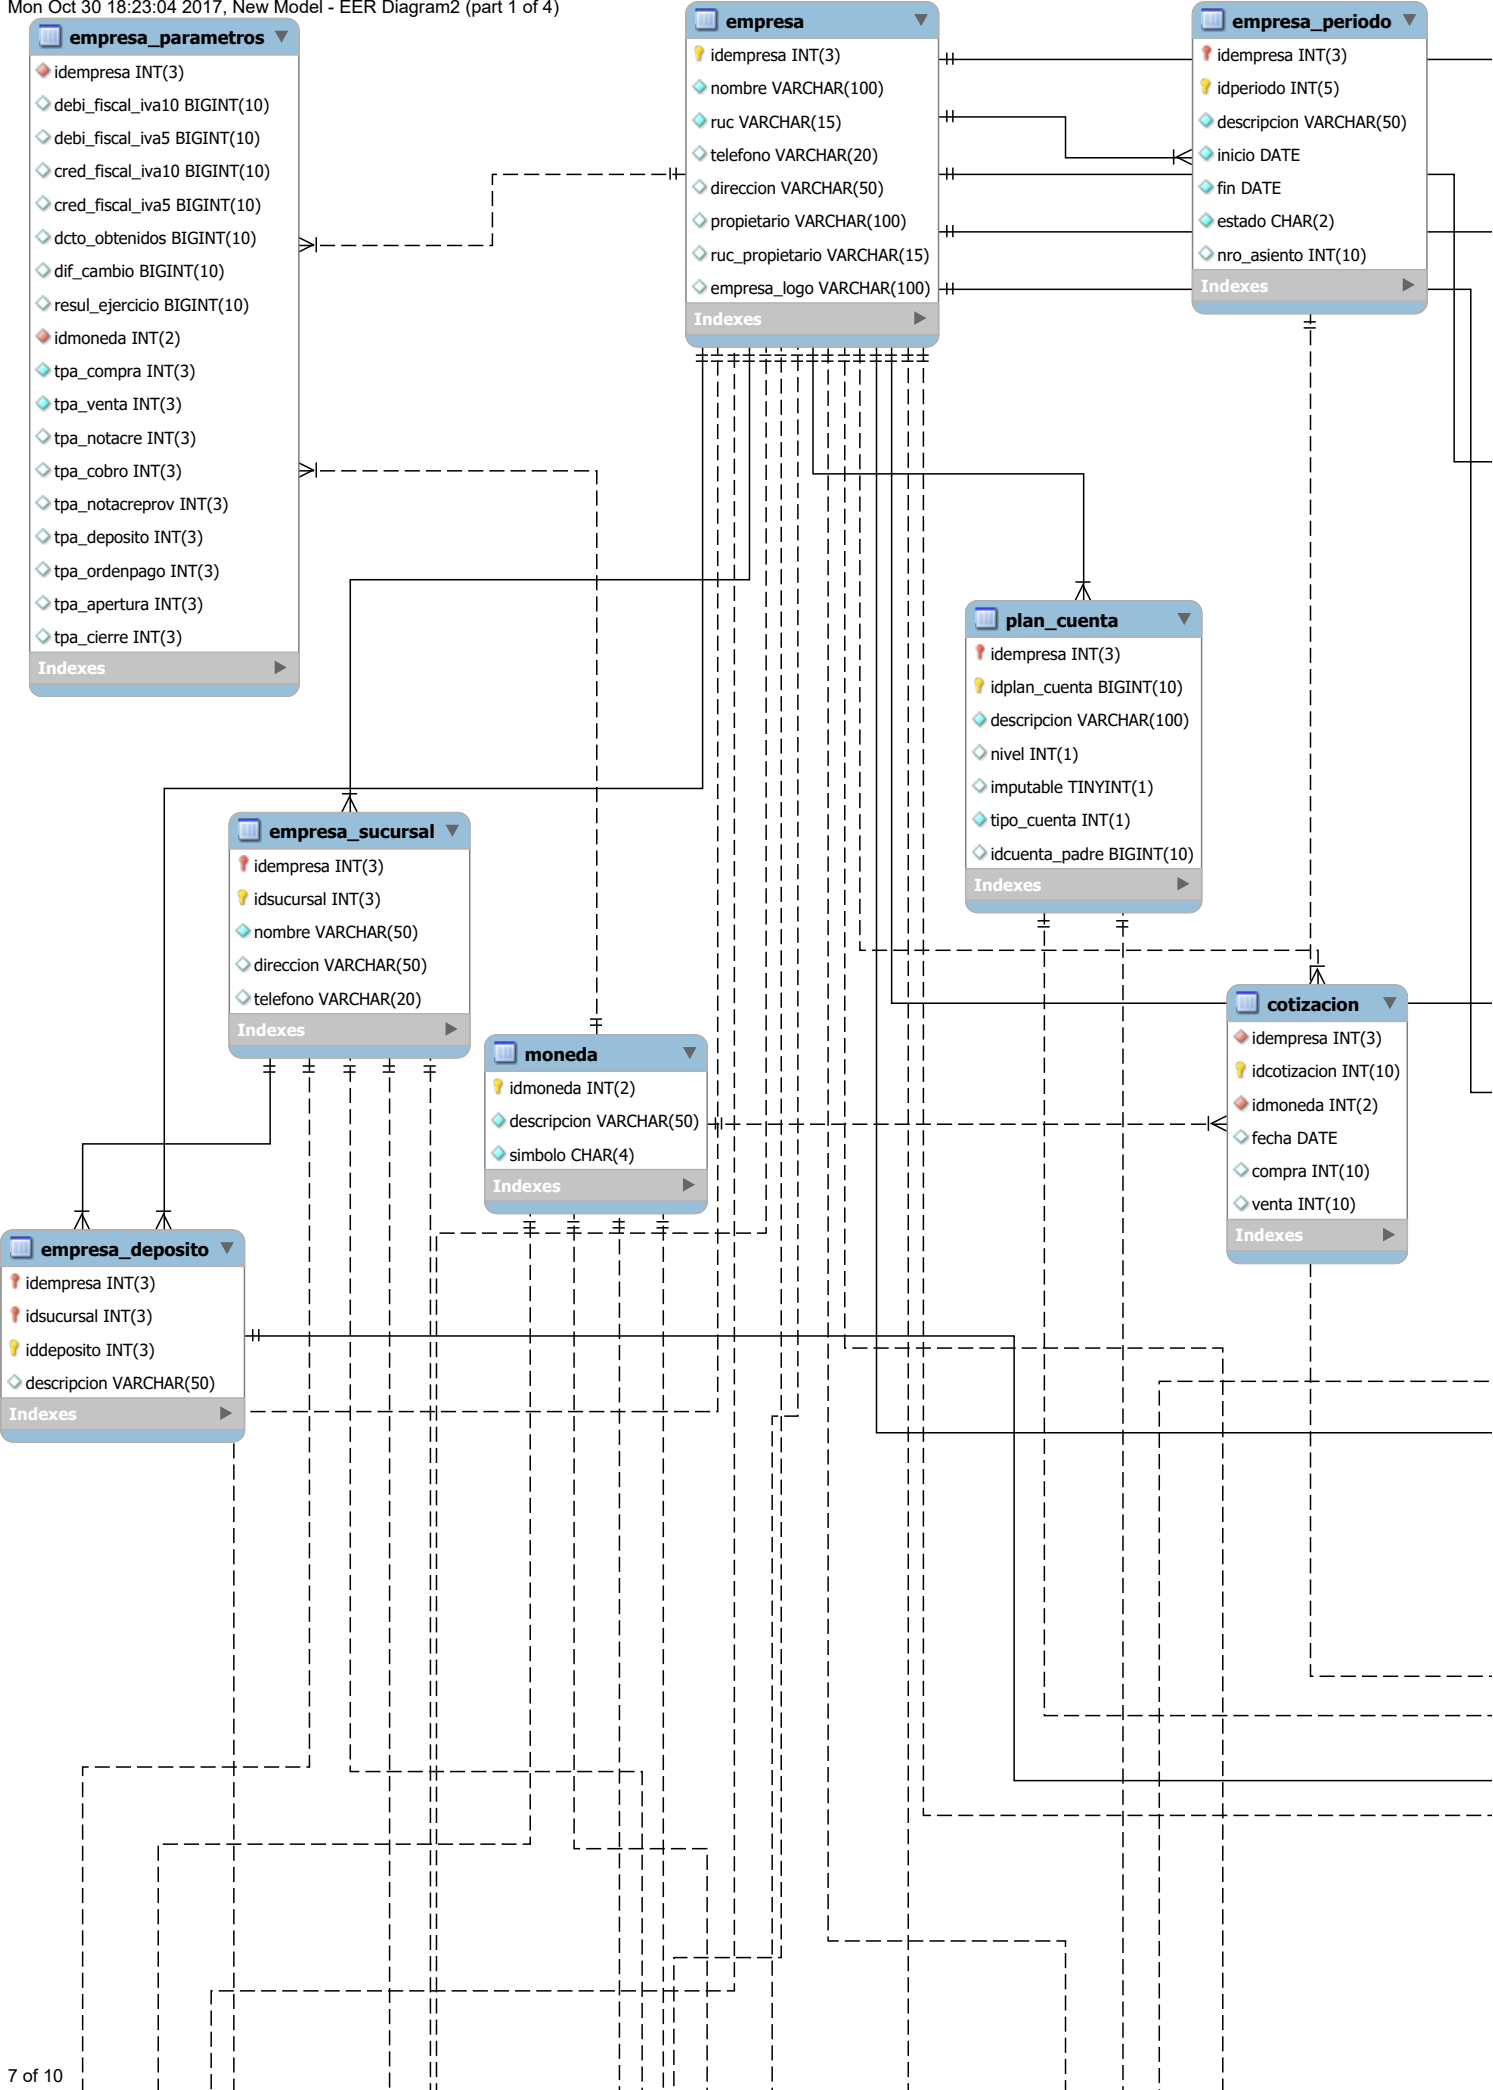 Mon Oct 30 18:23:04 2017, New Model - EER Diagram2 (part 1 of 4)
empresa_parametros
idempresa INT(3)
debi_fiscal_iva10 BIGINT(10)
debi_fiscal_iva5 BIGINT(10)
cred_fiscal_iva10 BIGINT(10)
cred_fiscal_iva5 BIGINT(10)
dcto_obtenidos BIGINT(10)
dif_cambio BIGINT(10)
resul_ejercicio BIGINT(10)
idmoneda INT(2)
tpa_compra INT(3)
tpa_venta INT(3)
tpa_notacre INT(3)
tpa_cobro INT(3)
tpa_notacreprov INT(3)
tpa_deposito INT(3)
tpa_ordenpago INT(3)
tpa_apertura INT(3)
tpa_cierre INT(3)
Indexes
empresa
idempresa INT(3)
nombre VARCHAR(100)
ruc VARCHAR(15)
telefono VARCHAR(20)
direccion VARCHAR(50)
propietario VARCHAR(100)
ruc_propietario VARCHAR(15)
empresa_logo VARCHAR(100)
Indexes
empresa_periodo
idempresa INT(3)
idperiodo INT(5)
descripcion VARCHAR(50)
inicio DATE
fin DATE
estado CHAR(2)
nro_asiento INT(10)
Indexes
plan_cuenta
idempresa INT(3)
idplan_cuenta BIGINT(10)
descripcion VARCHAR(100)
nivel INT(1)
imputable TINYINT(1)
tipo_cuenta INT(1)
idcuenta_padre BIGINT(10)
Indexes
empresa_sucursal
idempresa INT(3)
idsucursal INT(3)
nombre VARCHAR(50)
direccion VARCHAR(50)
telefono VARCHAR(20)
Indexes
moneda
idmoneda INT(2)
descripcion VARCHAR(50)
simbolo CHAR(4)
Indexes
cotizacion
idempresa INT(3)
idcotizacion INT(10)
idmoneda INT(2)
fecha DATE
compra INT(10)
venta INT(10)
Indexes
empresa_deposito
idempresa INT(3)
idsucursal INT(3)
iddeposito INT(3)
descripcion VARCHAR(50)
Indexes
7 of 10